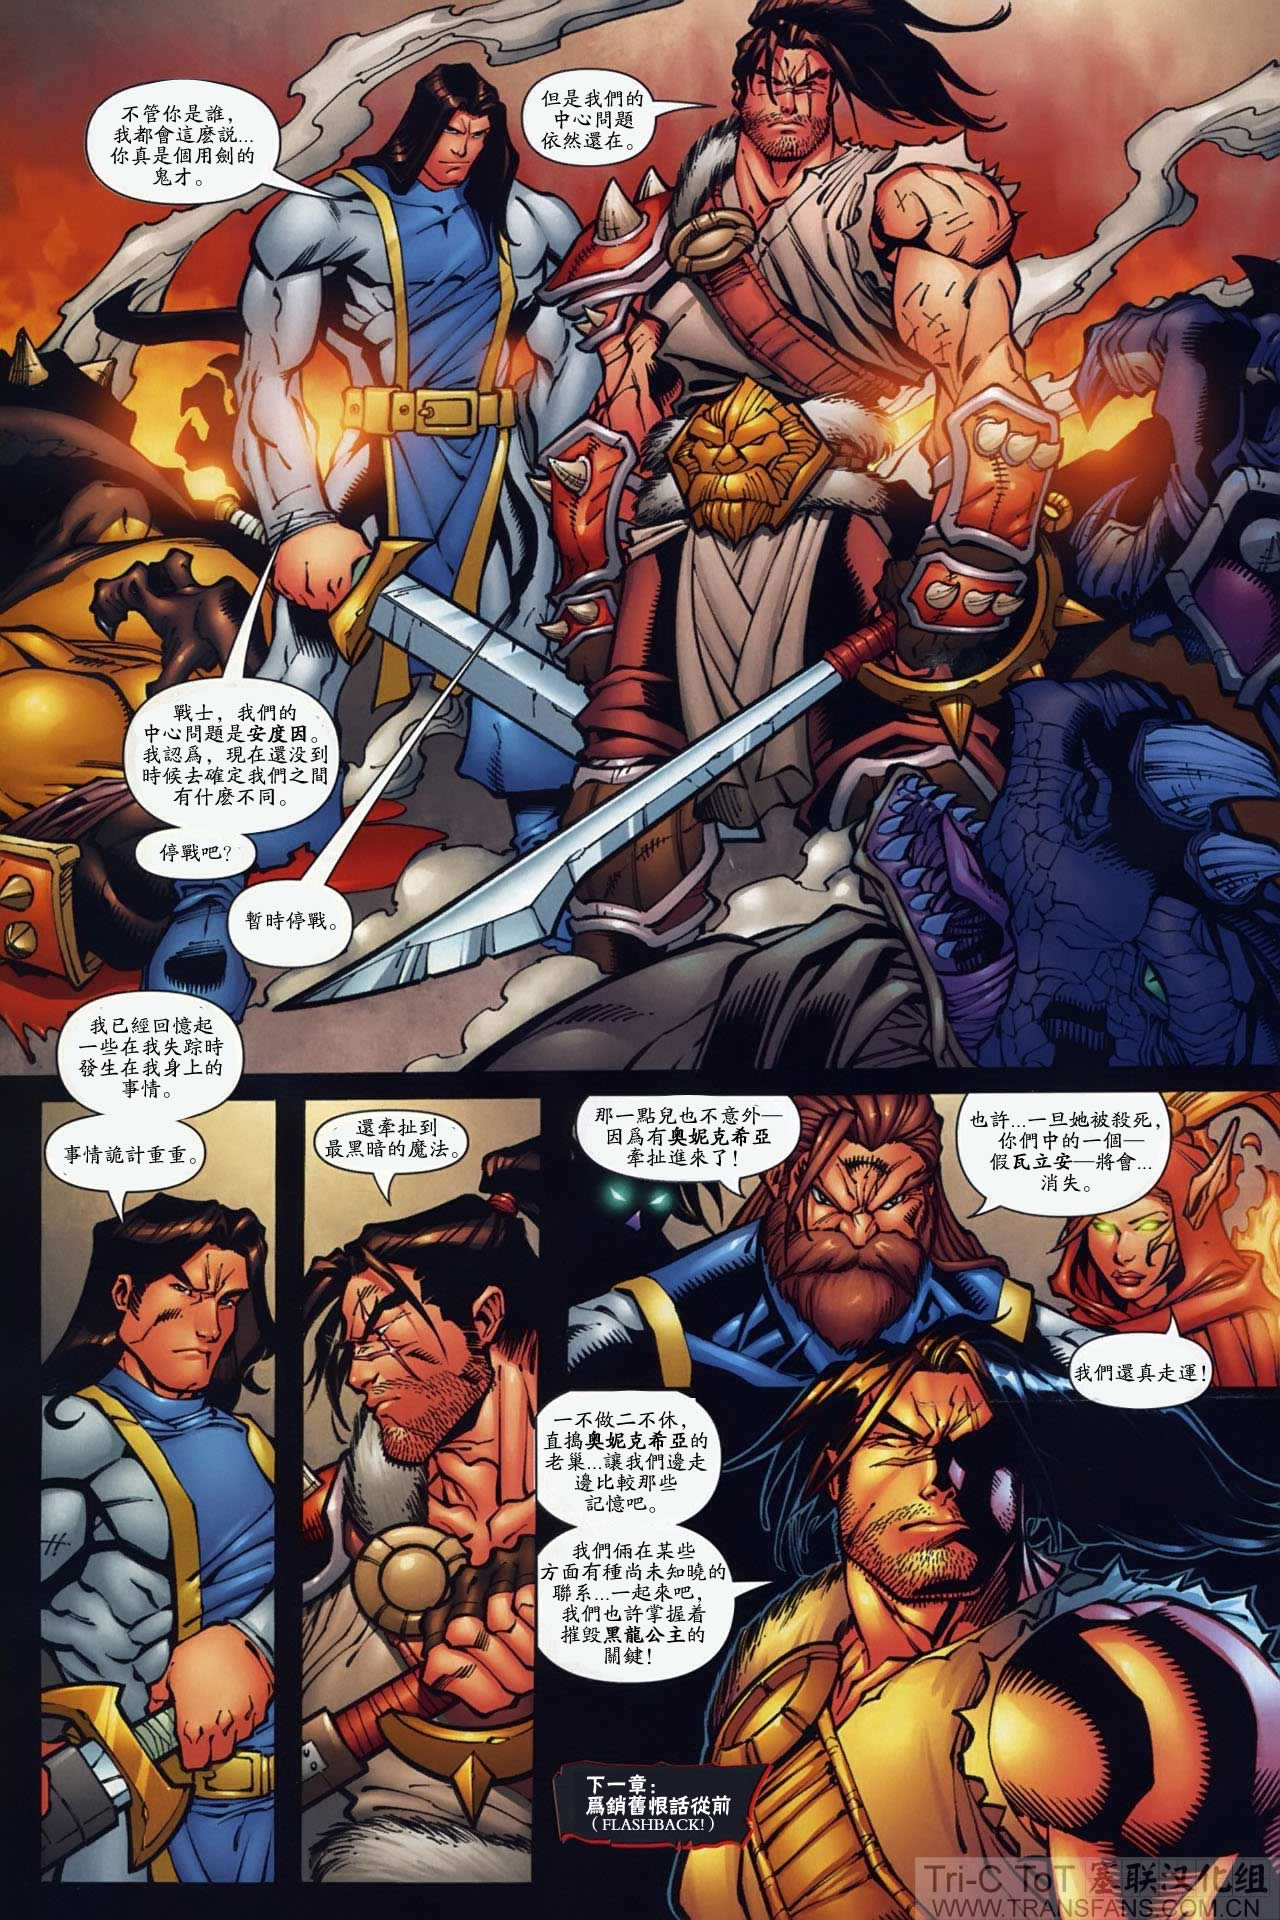 不管你是誰，
我都會這麼説...
你真是個用劍的
鬼才。
但是我們的
中心問題
依然還在。
戰士，我們的
中心問題是安度因。
我認爲，現在還没到
時候去確定我們之間
有什麽不同。
停戰吧？
暫時停戰。
我已經回憶起
一些在我失踪時
發生在我身上的
事情。
事情詭計重重。
還牽扯到
最黑暗的魔法。
那一點兒也不意外—
因爲有奥妮克希亞
牽扯進來了！
也許...一旦她被殺死，
你們中的一個—
假瓦立安—將會...
消失。
我們還真走運！
一不做二不休，
直搗奥妮克希亞的
老巢...讓我們邊走
邊比較那些
記憶吧。
我們倆在某些
方面有種尚未知曉的
聯系...一起來吧，
我們也許掌握着
摧毁黑龍公主的
關鍵！
下一章：
爲銷舊恨話從前
（FLASHBACK!）
Tri-C ToT 塞联汉化组
WWW.TRANSFANS.COM.CN